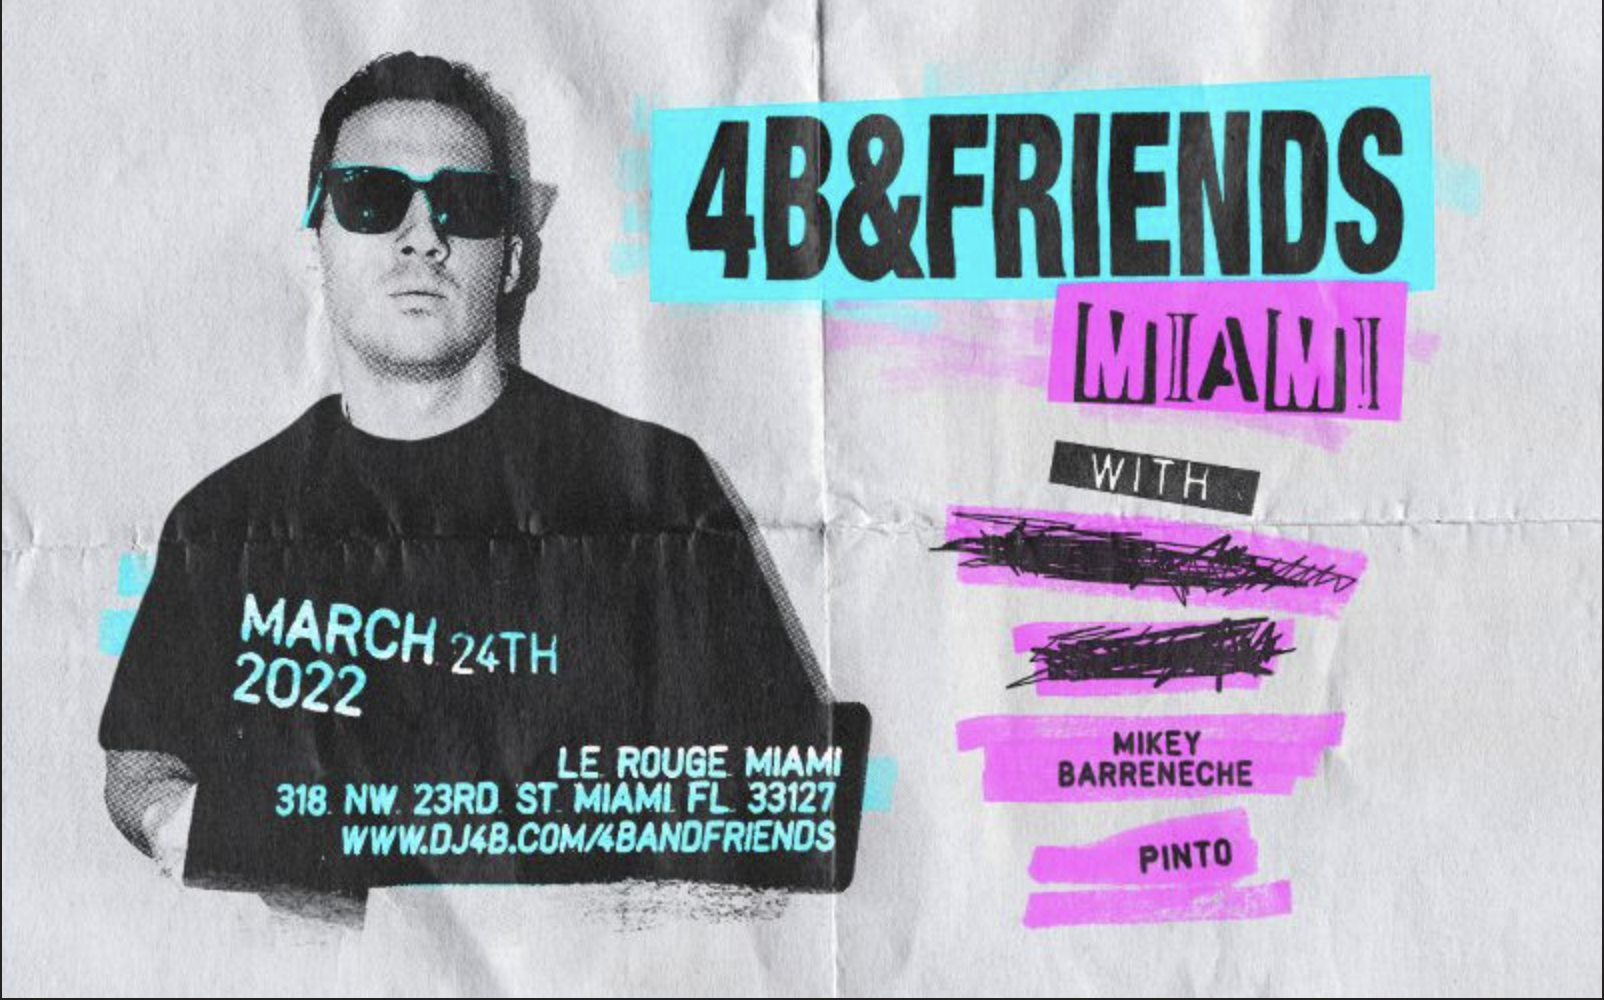 4B&FRIENDS
MIAMI
WITH
MIKEY
BARRENECHE
PINTO
MARCH 24TH
2022
LE ROUGE MIAMI
318 NW. 23RD ST MIAMI FL 33127
WWW.DJ4B.COM/4BANDFRIENDS